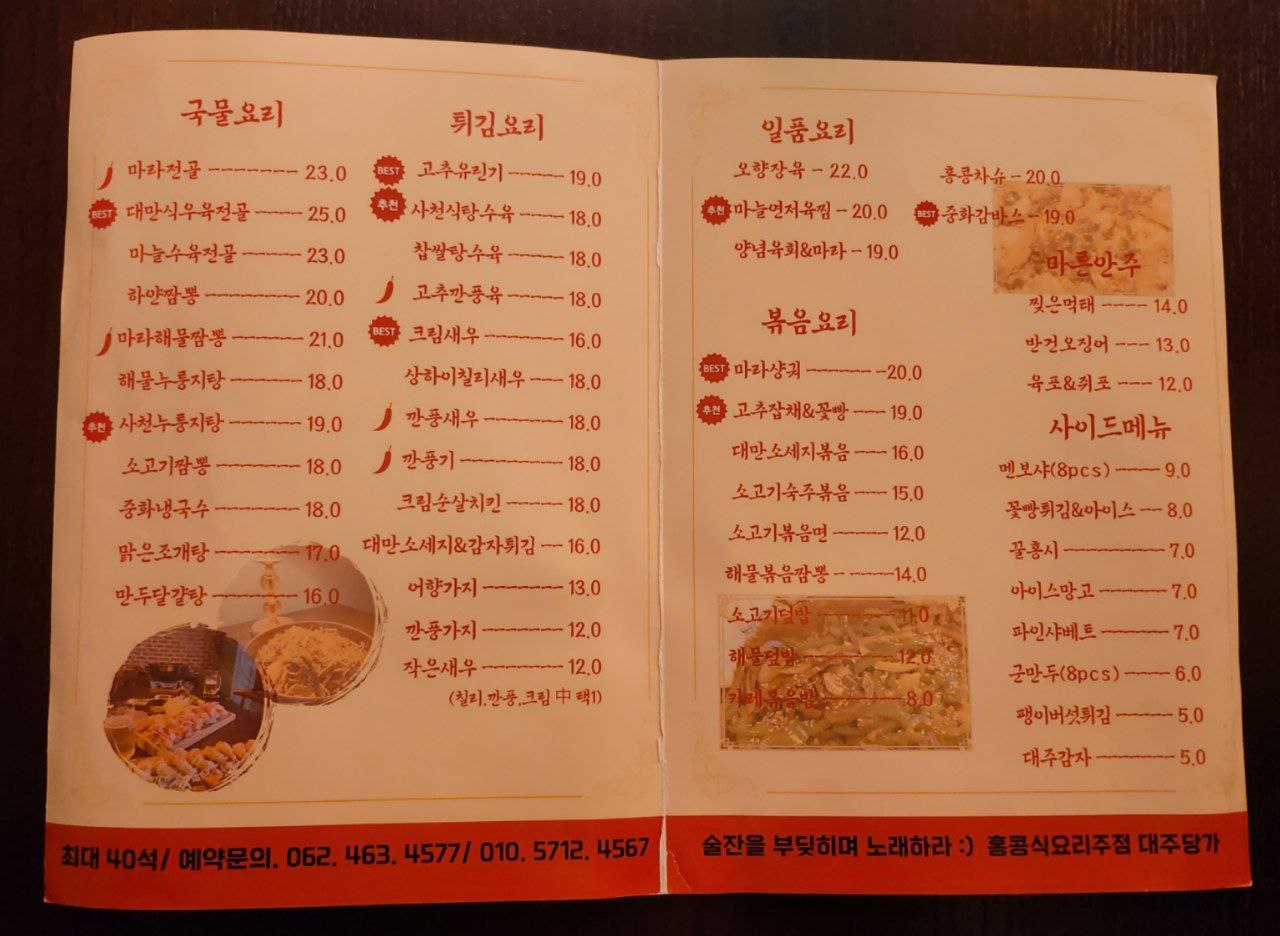 국물요리
마라전골 -------- 23.0
BEST 대만식우육전골 ----- 25.0
마늘수육전골 ----- 23.0
하얀짬뽕 -------- 20.0
마라해물짬뽕 ------ 21.0
해물누룽지탕 ------ 18.0
추천 사천누룽지탕 ------ 19.0
소고기짬뽕 ------- 18.0
중화냉국수 ------- 18.0
맑은조개탕 ------- 17.0
만두달걀탕 ------- 16.0
튀김요리
BEST 고추유린기 ----- 19.0
추천 사천식탕수육 ---- 18.0
찹쌀탕수육 ----- 18.0
고추깐풍육 ----- 18.0
BEST 크림새우 ------ 16.0
상하이칠리새우 --- 18.0
깐풍새우 ------ 18.0
깐풍기 ------- 18.0
크림순살치킨 ---- 18.0
대만소세지&감자튀김 -- 16.0
어향가지 ------ 13.0
깐풍가지 ------ 12.0
작은새우 ------ 12.0
(칠리,깐풍,크림 中 택1)
최대 40석/ 예약문의. 062. 463. 4577/ 010. 5712. 4567
일품요리
오향장육 - 22.0
추천 마늘연저육찜 - 20.0
양념육회&마라 - 19.0
홍콩차슈 - 20.0
BEST 중화감바스 - 19.0
볶음요리
BEST 마라샹궈 ------- 20.0
추천 고추잡채&꽃빵 --- 19.0
대만소세지볶음 --- 16.0
소고기숙주볶음 --- 15.0
소고기볶음면 ---- 12.0
해물볶음짬뽕 ----- 14.0
소고기덮밥 ------ 11.0
해물덮밥 ------- 12.0
카레볶음밥 ------ 8.0
마른안주
찢은먹태 ---- 14.0
반건오징어 --- 13.0
육포&쥐포 --- 12.0
사이드메뉴
멘보샤(8pcs) ---- 9.0
꽃빵튀김&아이스 -- 8.0
꿀홍시 --------- 7.0
아이스망고 ------ 7.0
파인샤베트 ------ 7.0
군만두(8pcs) ---- 6.0
팽이버섯튀김 ----- 5.0
대주감자 ------- 5.0
술잔을 부딪히며 노래하라 :) 홍콩식요리주점 대주당가